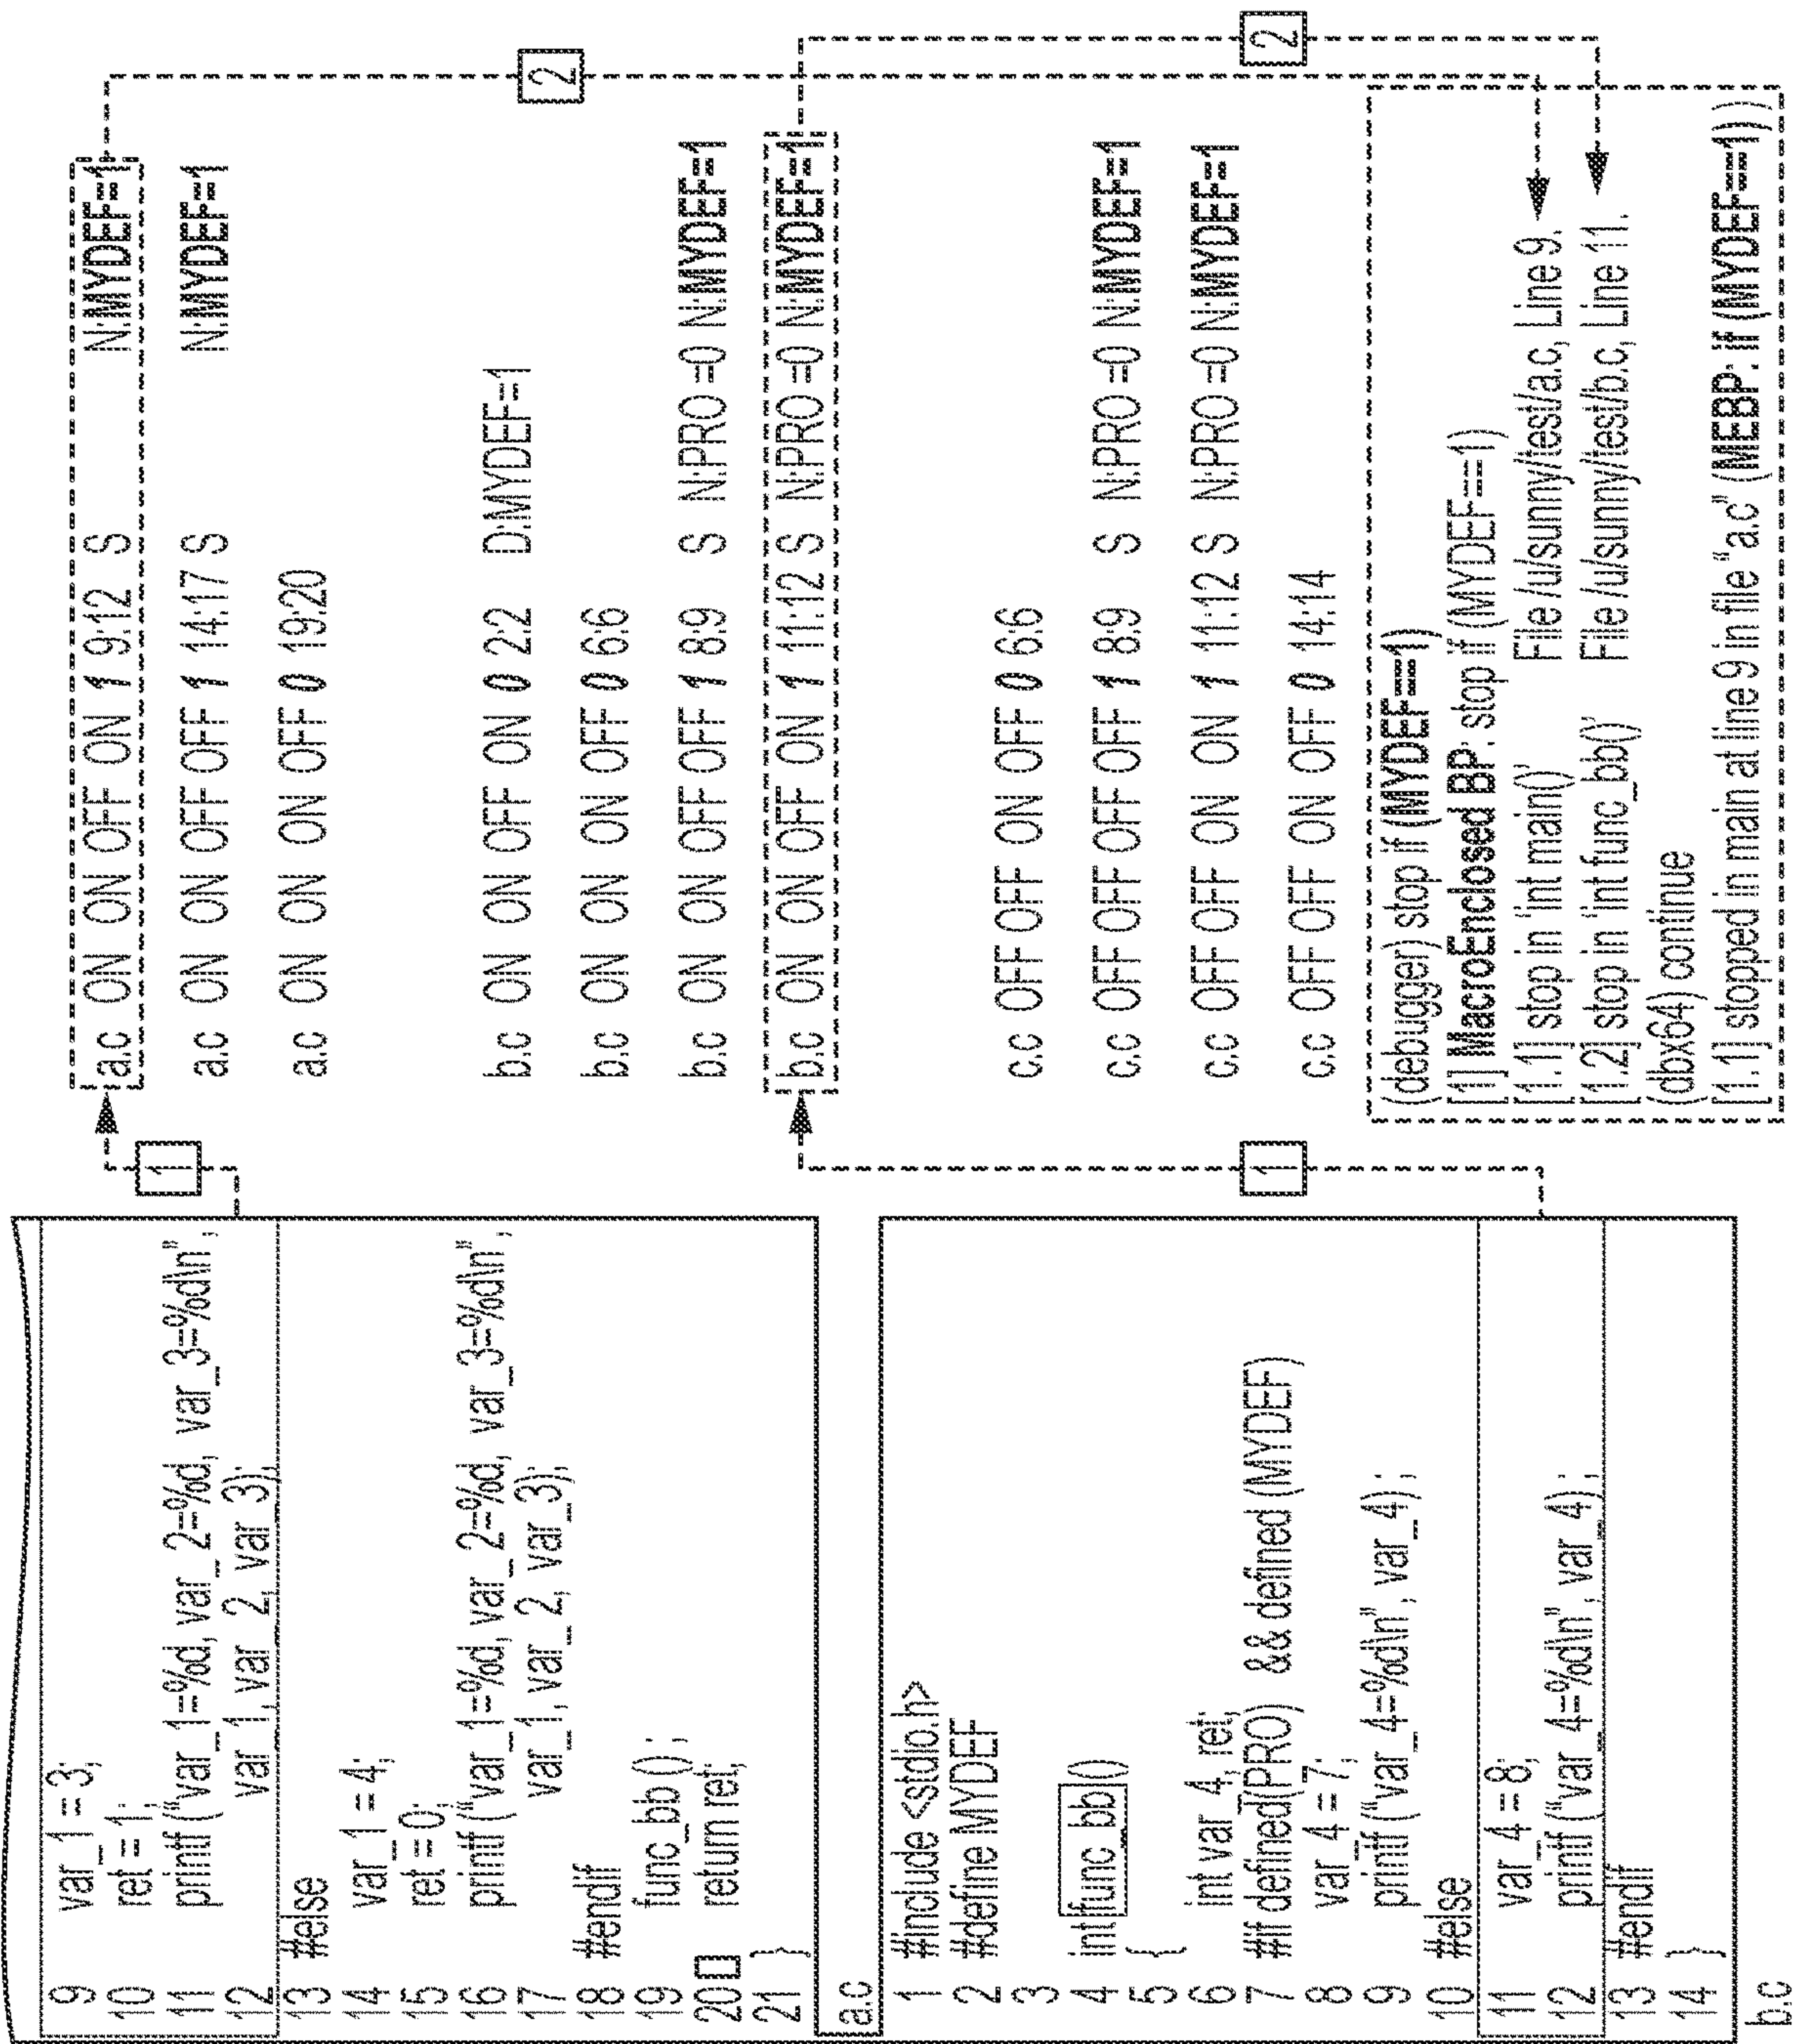 9 var_1 = 3;
10 ret = 1;
11 printf ("var_1=%d, var_2=%d, var_3=%d\n",
12 var_1, var_2, var_3);
13 #else
14 var_1 = 4;
15 ret = 0;
16 printf ("var_1=%d, var_2=%d, var_3=%d\n",
17 var_1, var_2, var_3);
18 #endif
19 func_bb () ;
20 return ret;
21 }
a.c
1 #include <stdio.h>
2 #define MYDEF
3
4 int func_bb ()
5 {
6 int var_4, ret;
7 #if defined(PRO) && defined (MYDEF)
8 var_4 = 7;
9 printf ("var_4=%d\n", var_4) ;
10 #else
11 var_4 = 8;
12 printf ("var_4=%d\n", var_4) ;
13 #endif
14 }
b.c
1
1
a.c ON ON OFF ON 1 9:12 S N:MYDEF=1
a.c ON ON OFF OFF 1 14:17 S N:MYDEF=1
a.c ON ON ON OFF 0 19:20
b.c ON ON OFF ON 0 2:2 D:MYDEF=1
b.c ON ON ON OFF 0 6:6
b.c ON ON OFF OFF 1 8:9 S N:PRO =0 N:MYDEF=1
b.c ON ON OFF ON 1 11:12 S N:PRO =0 N:MYDEF=1
c.c OFF OFF ON OFF 0 6:6
c.c OFF OFF OFF OFF 1 8:9 S N:PRO =0 N:MYDEF=1
c.c OFF OFF ON ON 1 11:12 S N:PRO =0 N:MYDEF=1
c.c OFF OFF ON OFF 0 14:14
2
2
(debugger) stop if (MYDEF==1)
[1] MacroEnclosed BP: stop if (MYDEF==1)
[1.1] stop in 'int main()' File /u/sunny/test/a.c, Line 9.
[1.2] stop in 'int func_bb()' File /u/sunny/test/b.c, Line 11.
(dbx64) continue
[1.1] stopped in main at line 9 in file "a.c" (MEBP: if (MYDEF==1))